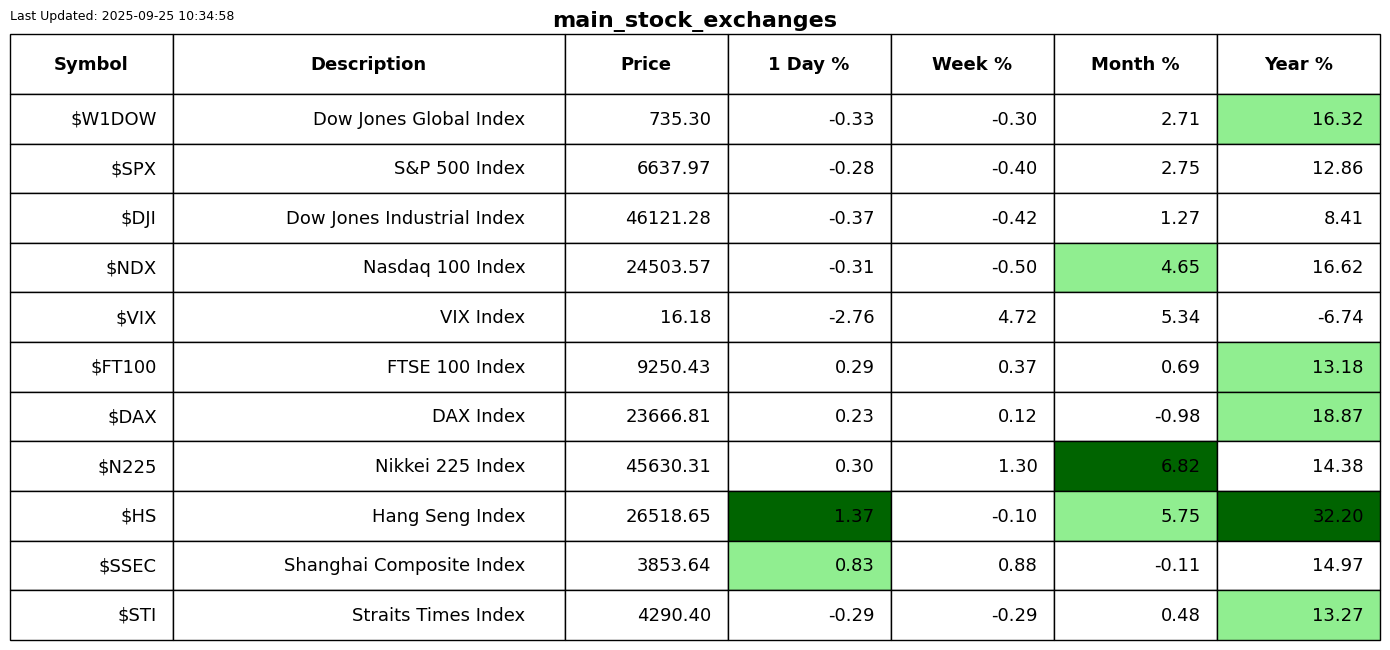 Last Updated: 2025-09-25 10:34:58
main_stock_exchanges
Symbol Description Price 1 Day % Week % Month % Year %
$W1DOW Dow Jones Global Index 735.30 -0.33 -0.30 2.71 16.32
$SPX S&P 500 Index 6637.97 -0.28 -0.40 2.75 12.86
$DJI Dow Jones Industrial Index 46121.28 -0.37 -0.42 1.27 8.41
$NDX Nasdaq 100 Index 24503.57 -0.31 -0.50 4.65 16.62
$VIX VIX Index 16.18 -2.76 4.72 5.34 -6.74
$FT100 FTSE 100 Index 9250.43 0.29 0.37 0.69 13.18
$DAX DAX Index 23666.81 0.23 0.12 -0.98 18.87
$N225 Nikkei 225 Index 45630.31 0.30 1.30 6.82 14.38
$HS Hang Seng Index 26518.65 1.37 -0.10 5.75 32.20
$SSEC Shanghai Composite Index 3853.64 0.83 0.88 -0.11 14.97
$STI Straits Times Index 4290.40 -0.29 -0.29 0.48 13.27